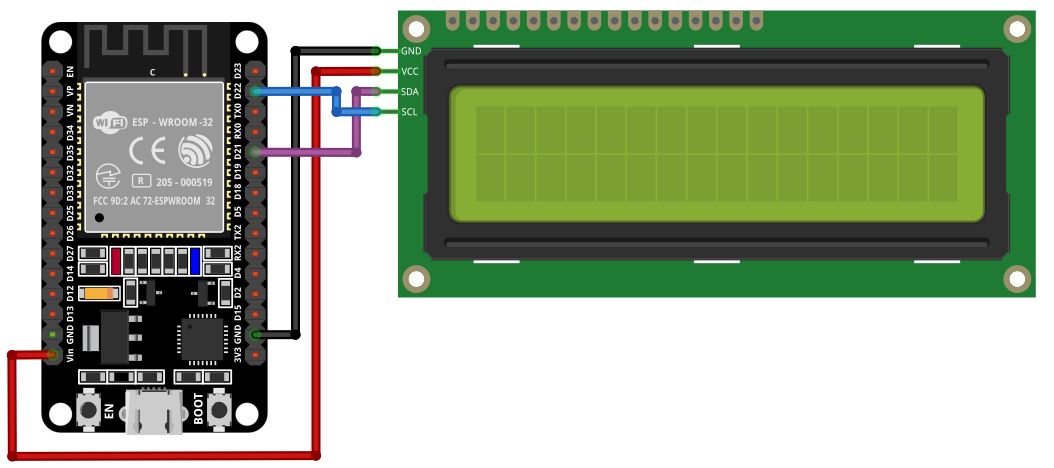 C
EN
VP
VN
D34
D35
D32
D33
D25
D26
D27
D14
D12
D13
GND
Vin
WiFi
ESP - WROOM -32
CE
R
205 - 000519
FCC 9D:2 AC 72-ESPWROOM 32
D23
D22
TX0
RX0
D21
D19
D18
D5
TX2
RX2
D4
D2
D15
GND
3V3
EN
BOOT
GND
VCC
SDA
SCL